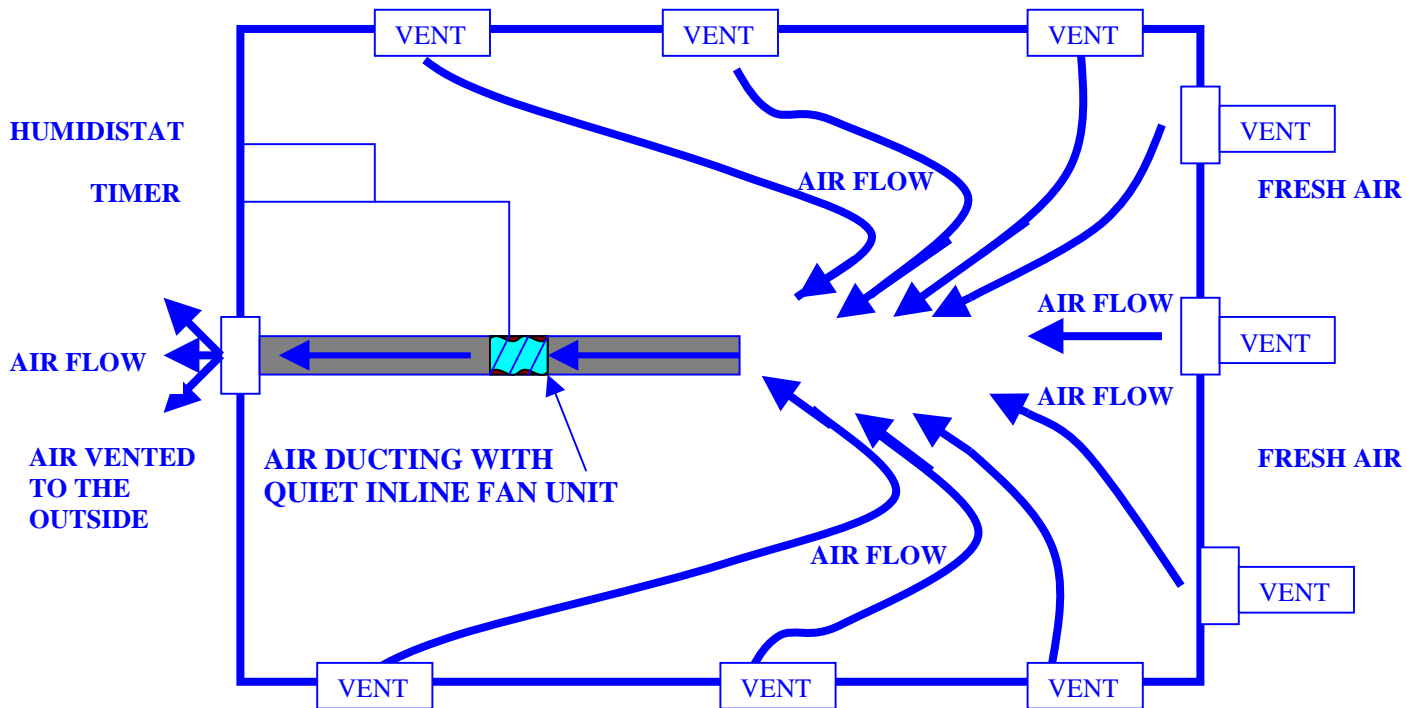 VENT
VENT
VENT
HUMIDISTAT
VENT
TIMER
AIR FLOW
FRESH AIR
AIR FLOW
VENT
AIR FLOW
AIR FLOW
AIR VENTED
TO THE
OUTSIDE
AIR DUCTING WITH
QUIET INLINE FAN UNIT
FRESH AIR
AIR FLOW
VENT
VENT
VENT
VENT